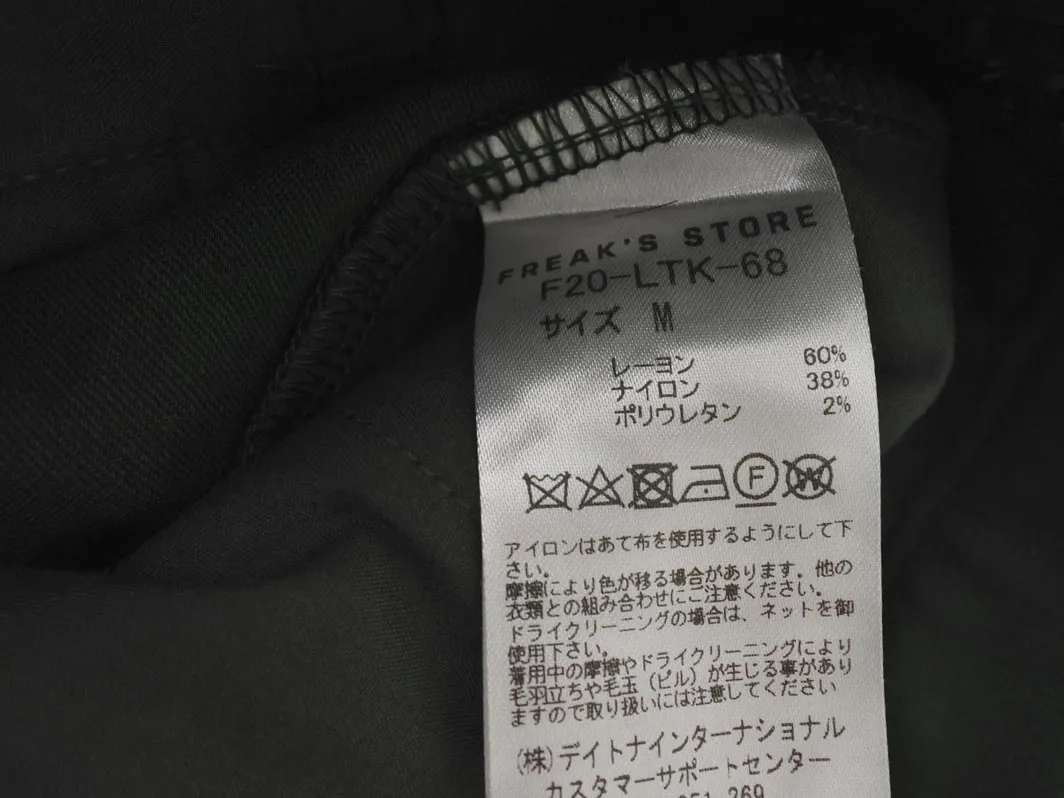 FREAK'S STORE
F20-LTK-68
サイズ M
レーヨン 60%
ナイロン 38%
ポリウレタン 2%
F W
アイロンはあて布を使用するようにして下
さい。
摩擦により色が移る場合があります。他の
衣類との組み合わせにご注意ください。
ドライクリーニングの場合は、ネットを御
使用下さい。
着用中の摩擦やドライクリーニングにより
毛羽立ちや毛玉(ピル)が生じる事があり
ますので取り扱いには注意してください
(株)デイトナインターナショナル
カスタマーサポートセンター